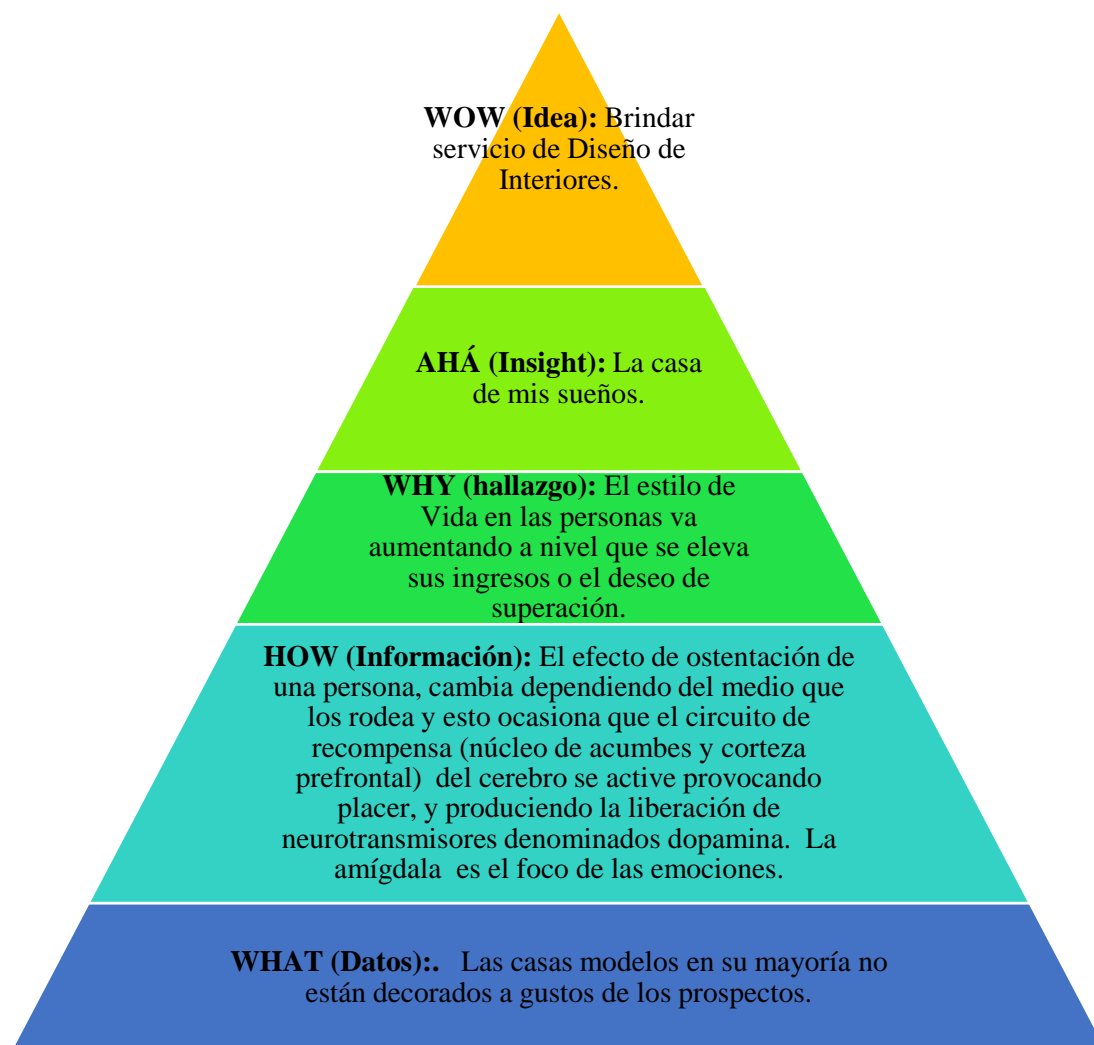 WOW (Idea): Brindar
servicio de Diseño de
Interiores.
AHÁ (Insight): La casa
de mis sueños.
WHY (hallazgo): El estilo de
Vida en las personas va
aumentando a nivel que se eleva
sus ingresos o el deseo de
superación.
HOW (Información): El efecto de ostentación de
una persona, cambia dependiendo del medio que
los rodea y esto ocasiona que el circuito de
recompensa (núcleo de acumbes y corteza
prefrontal)  del cerebro se active provocando
placer, y produciendo la liberación de
neurotransmisores denominados dopamina.  La
amígdala  es el foco de las emociones.
WHAT (Datos):.   Las casas modelos en su mayoría no
están decorados a gustos de los prospectos.